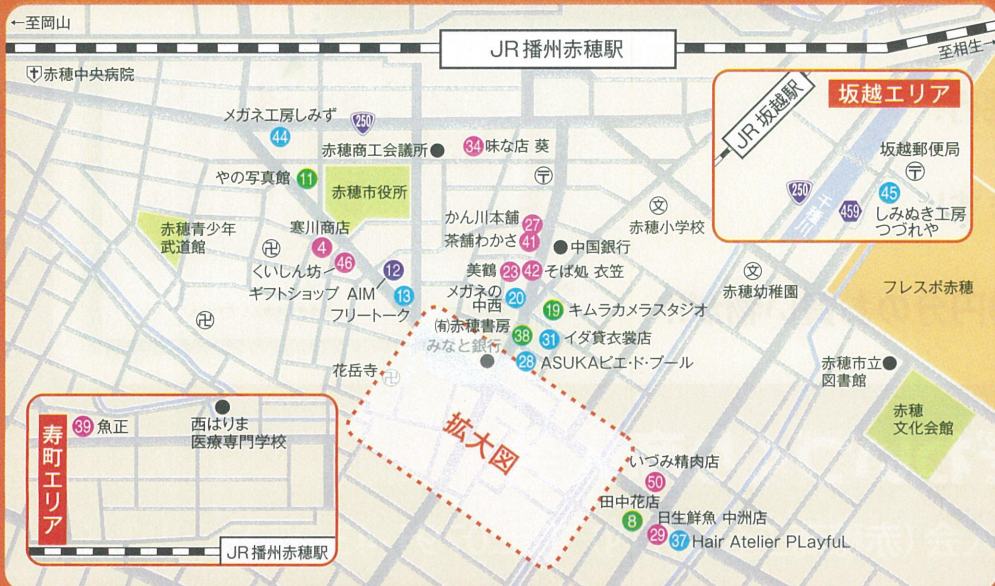 ←至岡山
JR播州赤穂駅
至相生→
赤穂中央病院
メガネ工房しみず
44
250
赤穂商工会議所
34 味な店 葵
〒
やの写真館 11
赤穂市役所
赤穂青少年
武道館
寒川商店
4
46
くいしん坊
ギフトショップ AIM
12
フリートーク
13
かん川本舗
27
茶舗わかさ 41
中国銀行
美鶴 23 42 そば処 衣笠
メガネの
中西
20
19 キムラカメラスタジオ
(有)赤穂書房
38
31 イダ貸衣裳店
みなと銀行
28 ASUKAピエ・ド・プール
文
赤穂小学校
文
赤穂幼稚園
花岳寺
拡大図
坂越エリア
JR坂越駅
坂越郵便局
〒
250
459
千種川
45
しみぬき工房
つづれや
フレスポ赤穂
赤穂市立
図書館
赤穂
文化会館
寿町エリア
39 魚正
西はりま
医療専門学校
JR播州赤穂駅
いづみ精肉店
50
田中花店
8
日生鮮魚 中洲店
29
37 Hair Atelier PLayfuL